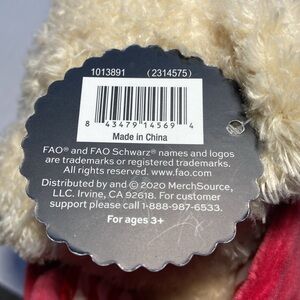 1013891 (2314575)
8 43479 14569 4
Made in China
FAO® and FAO Schwarz® names and logos
are trademarks or registered trademarks.
All rights reserved. www.fao.com
Distributed by and © 2020 MerchSource,
LLC. Irvine, CA 92618. For customer
support please call 1-888-987-6533.
For ages 3+